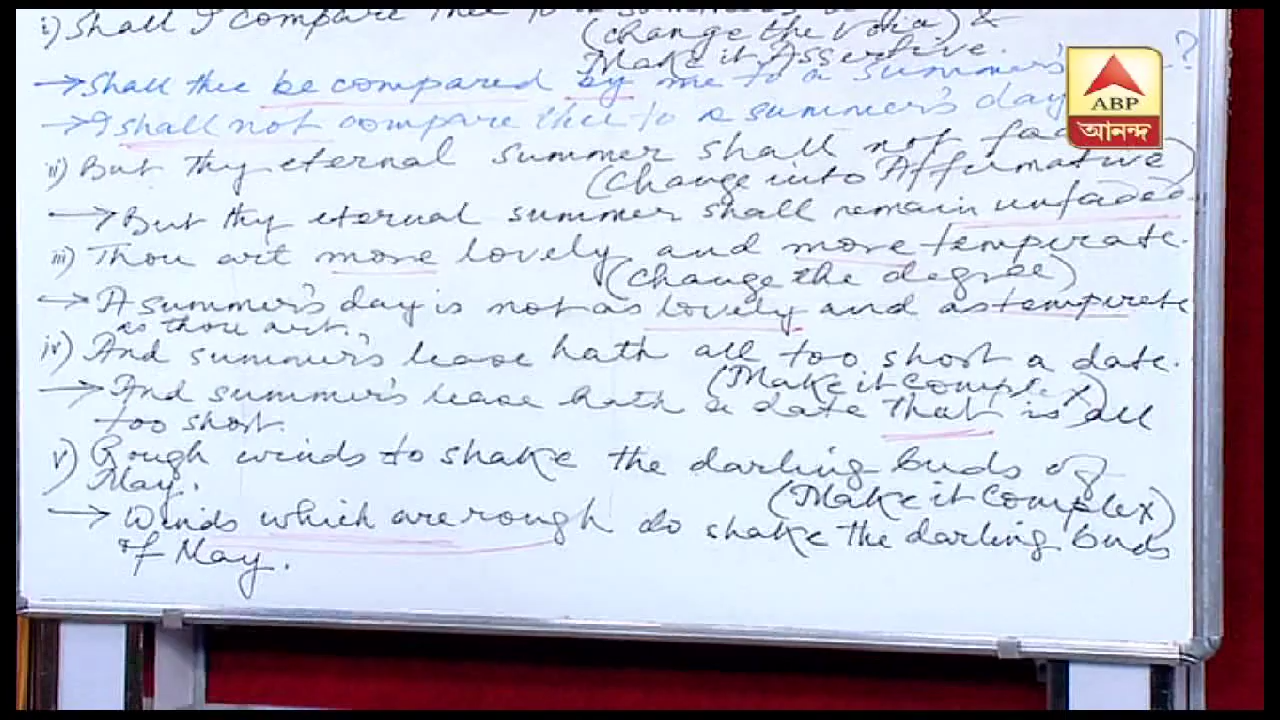 i) Shall I compare thee to a summer's
(Change the Voice) &
Make it Assertive.
→ Shall thee be compared by me to a summer's ?
→ I shall not compare thee to a summer's day
ii) But thy eternal summer shall not
(Change into Affirmative)
→ But thy eternal summer shall remain unfaded.
iii) Thou art more lovely and more temperate.
(Change the degree)
→ A summer's day is not as lovely and as temperate
as thou art.
iv) And summer's lease hath all too short a date.
(Make it Complex)
→ And summer's lease hath a date that is all
too short.
v) Rough winds to shake the darling buds of
May.
(Make it Complex)
→ Winds which are rough do shake the darling buds
of May.
ABP
আনন্দ